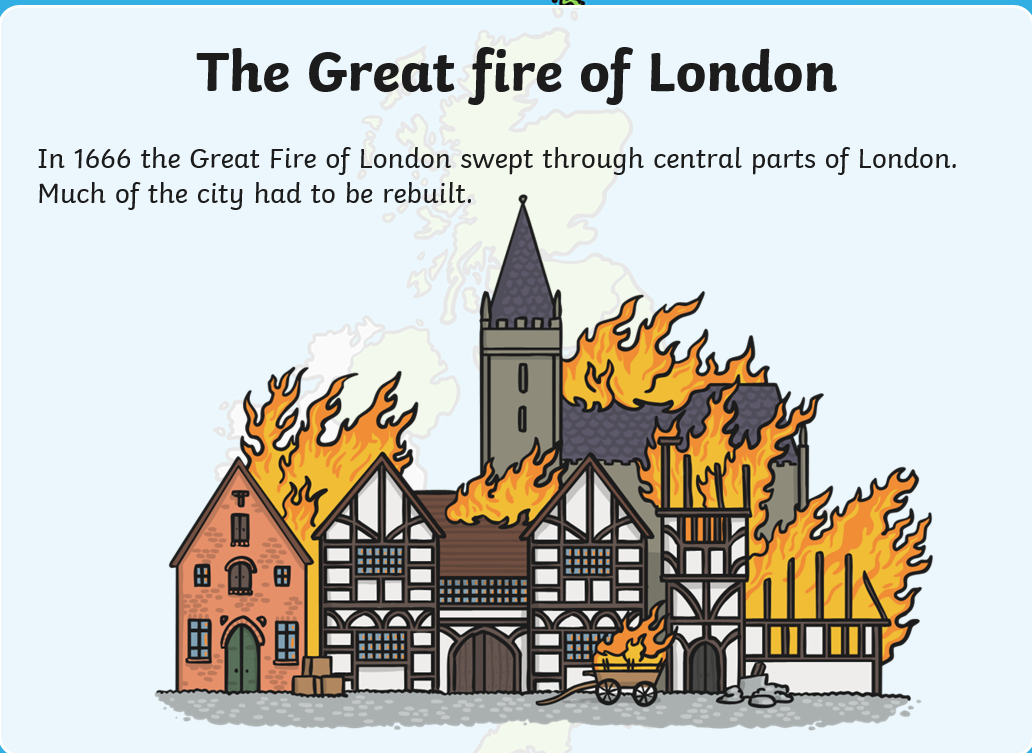 The Great fire of London
In 1666 the Great Fire of London swept through central parts of London.
Much of the city had to be rebuilt.